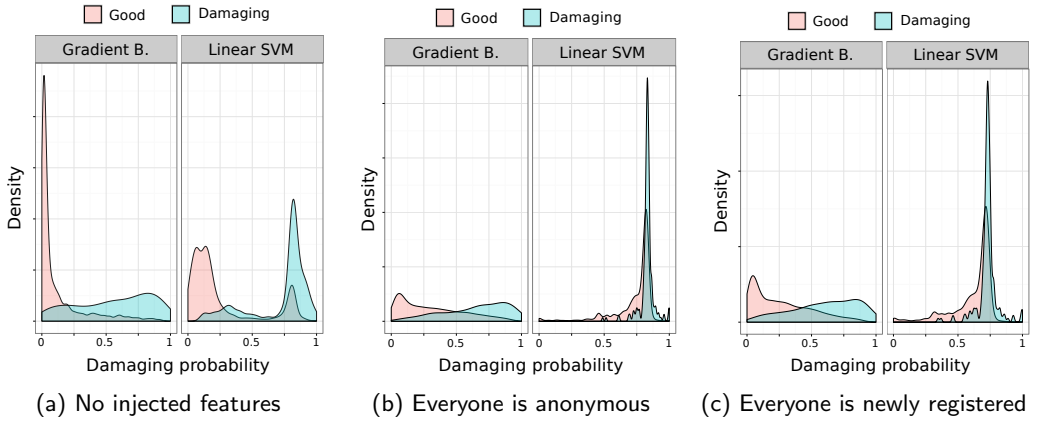 Good Damaging
Gradient B. Linear SVM
Density
0 0.5 1 0 0.5 1
Damaging probability
(a) No injected features
Good Damaging
Gradient B. Linear SVM
Density
0 0.5 1 0 0.5 1
Damaging probability
(b) Everyone is anonymous
Good Damaging
Gradient B. Linear SVM
Density
0 0.5 1 0 0.5 1
Damaging probability
(c) Everyone is newly registered